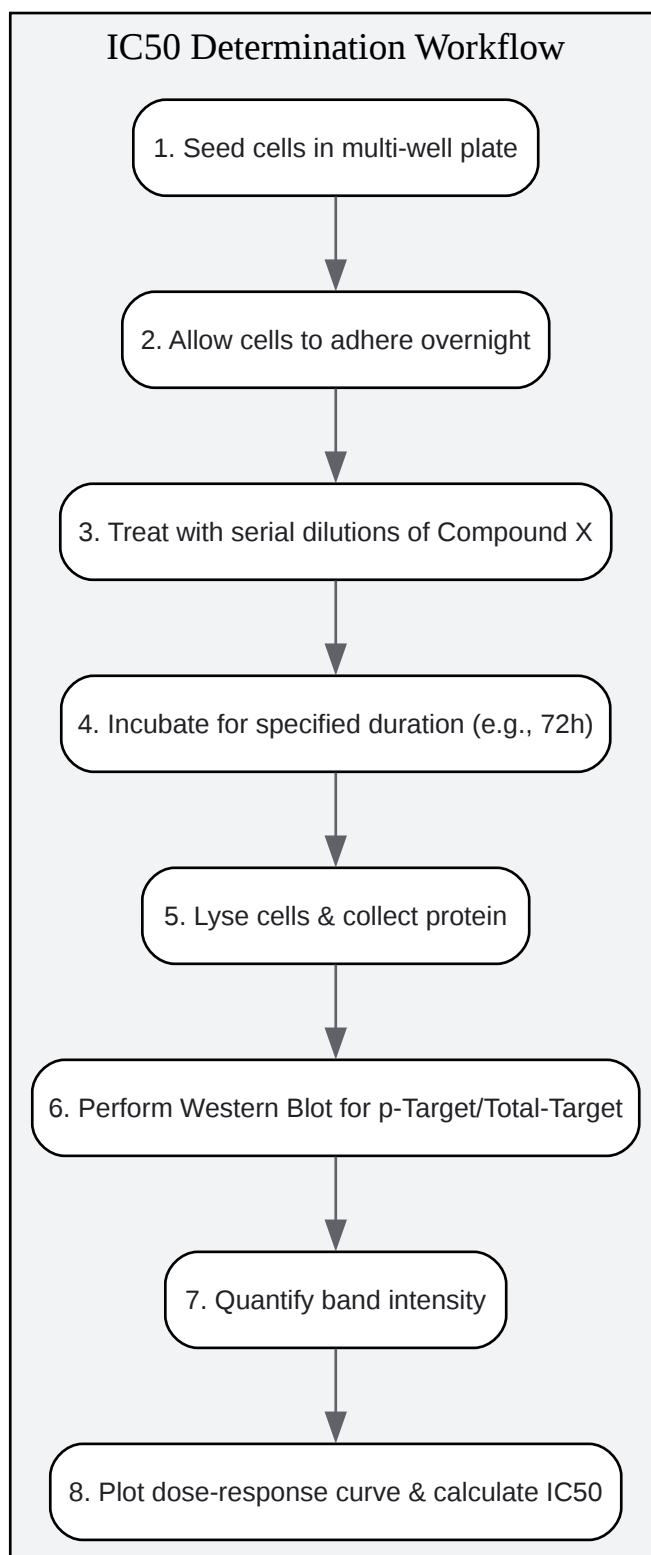 IC50 Determination Workflow
1. Seed cells in multi-well plate
2. Allow cells to adhere overnight
3. Treat with serial dilutions of Compound X
4. Incubate for specified duration (e.g., 72h)
5. Lyse cells & collect protein
6. Perform Western Blot for p-Target/Total-Target
7. Quantify band intensity
8. Plot dose-response curve & calculate IC50